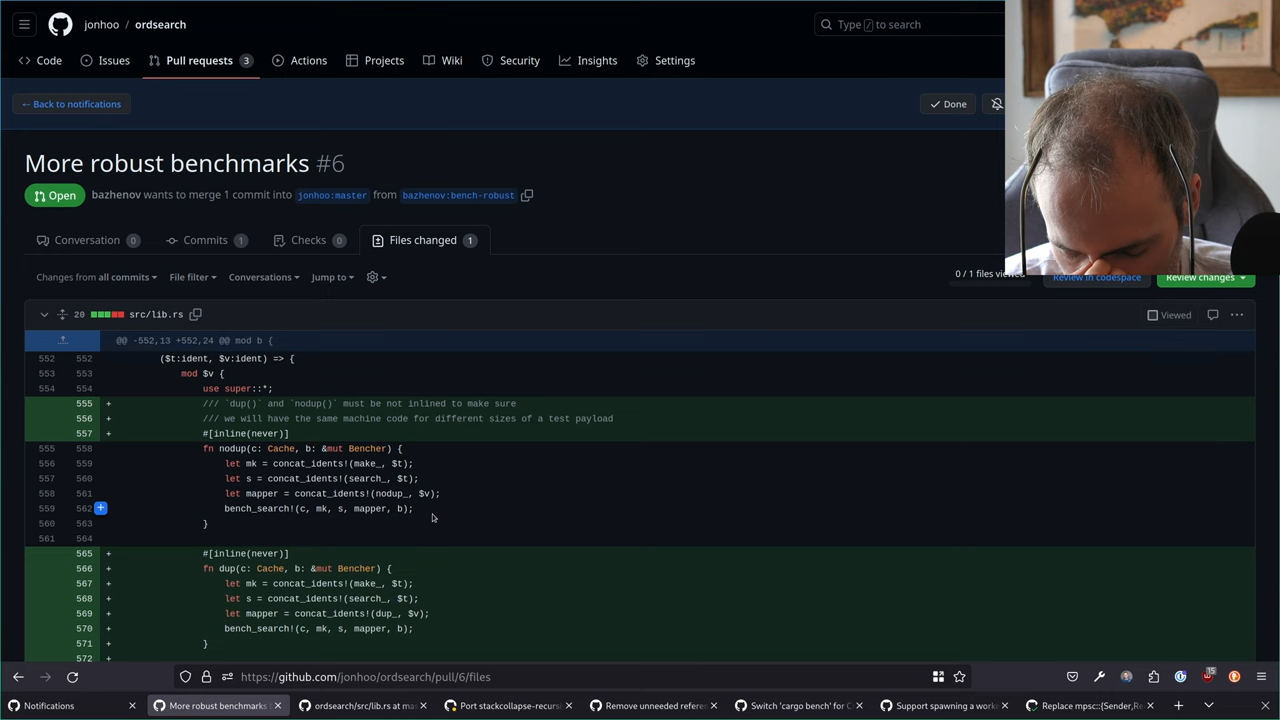 jonhoo / ordsearch
Type / to search
Code
Issues
Pull requests 3
Actions
Projects
Wiki
Security
Insights
Settings
← Back to notifications
Done
More robust benchmarks #6
Open
bazhenov wants to merge 1 commit into jonhoo:master from bazhenov:bench-robust
Conversation 0
Commits 1
Checks 0
Files changed 1
Changes from all commits
File filter
Conversations
Jump to
0 / 1 files viewed
Review in codespace
Review changes
20 src/lib.rs
Viewed
@@ -552,13 +552,24 @@ mod b {
552 552 ($t:ident, $v:ident) => {
553 553 mod $v {
554 554 use super::*;
555 + /// `dup()` and `nodup()` must be not inlined to make sure
556 + /// we will have the same machine code for different sizes of a test payload
557 + #[inline(never)]
555 558 fn nodup(c: Cache, b: &mut Bencher) {
556 559 let mk = concat_idents!(make_, $t);
557 560 let s = concat_idents!(search_, $t);
558 561 let mapper = concat_idents!(nodup_, $v);
559 562 bench_search!(c, mk, s, mapper, b);
560 563 }
561 564
565 + #[inline(never)]
566 + fn dup(c: Cache, b: &mut Bencher) {
567 + let mk = concat_idents!(make_, $t);
568 + let s = concat_idents!(search_, $t);
569 + let mapper = concat_idents!(dup_, $v);
570 + bench_search!(c, mk, s, mapper, b);
571 + }
572 +
https://github.com/jonhoo/ordsearch/pull/6/files
15
Notifications
More robust benchmarks
ordsearch/src/lib.rs at mas
Port stackcollapse-recursi
Remove unneeded refere
Switch 'cargo bench' for C
Support spawning a worke
Replace mpsc::{Sender,Re